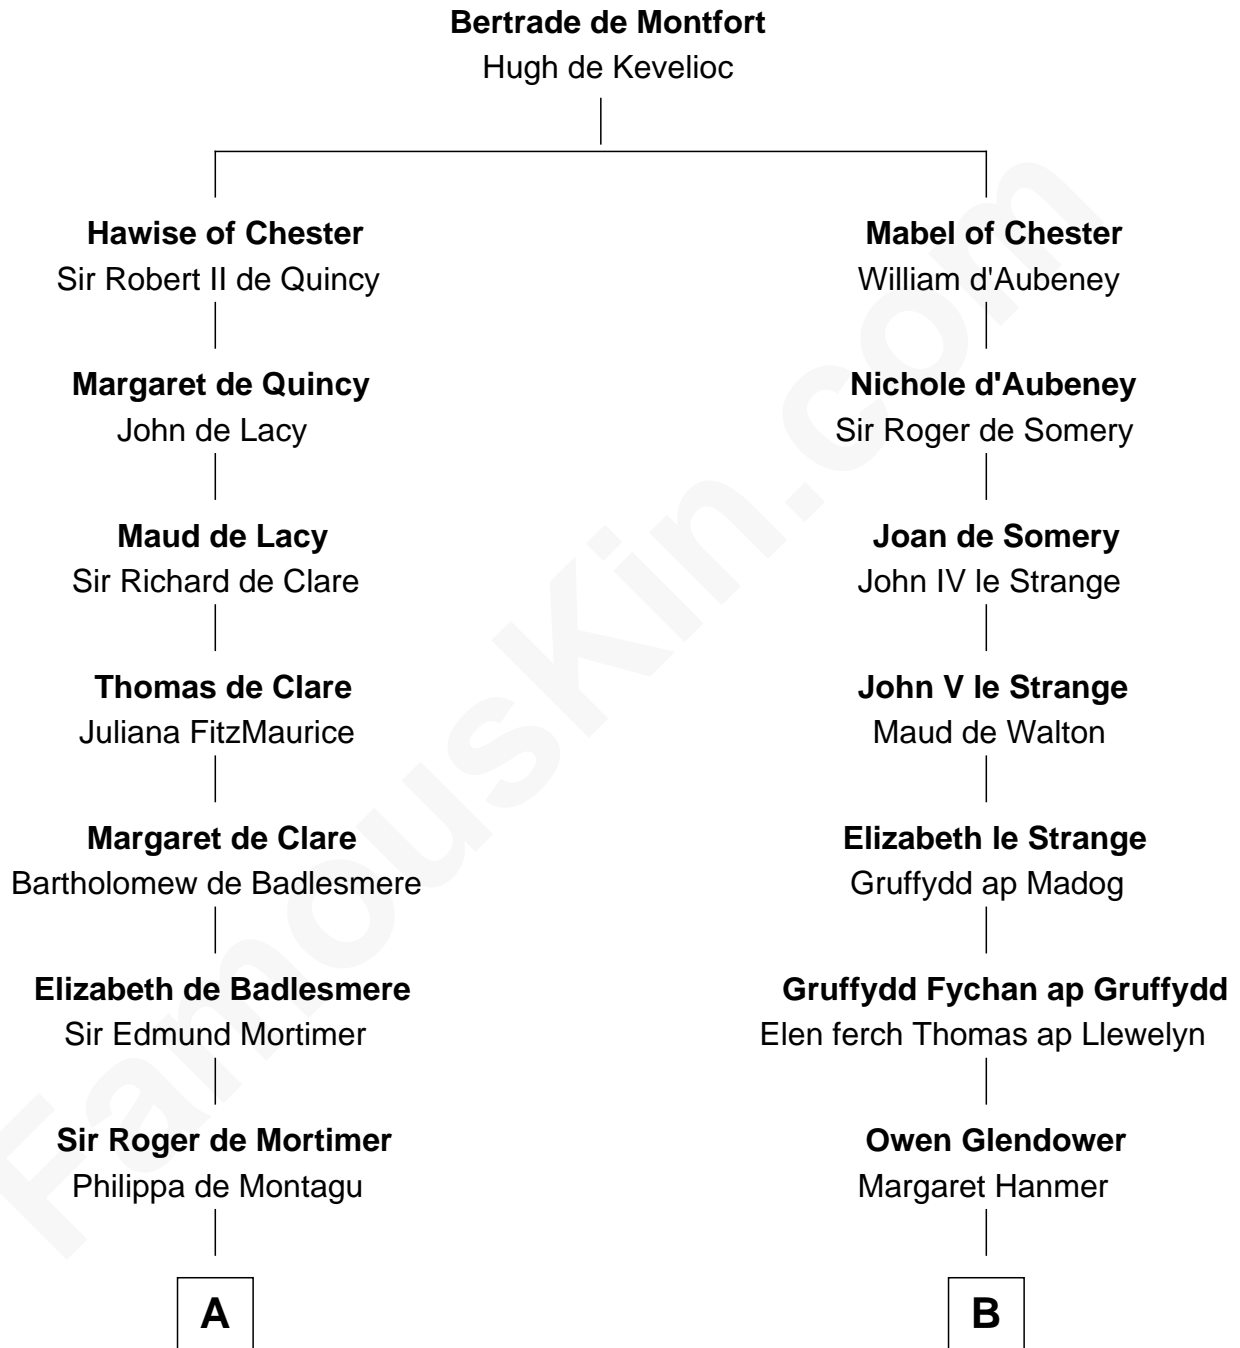 Bertrade de Montfort
Hugh de Kevelioc
Hawise of Chester
Sir Robert II de Quincy
Mabel of Chester
William d'Aubeney
Margaret de Quincy
John de Lacy
Nichole d'Aubeney
Sir Roger de Somery
Maud de Lacy
Sir Richard de Clare
Joan de Somery
John IV le Strange
Thomas de Clare
Juliana FitzMaurice
John V le Strange
Maud de Walton
Margaret de Clare
Bartholomew de Badlesmere
Elizabeth le Strange
Gruffydd ap Madog
Elizabeth de Badlesmere
Sir Edmund Mortimer
Gruffydd Fychan ap Gruffydd
Elen ferch Thomas ap Llewelyn
Sir Roger de Mortimer
Philippa de Montagu
Owen Glendower
Margaret Hanmer
A
B
FamousKin.com